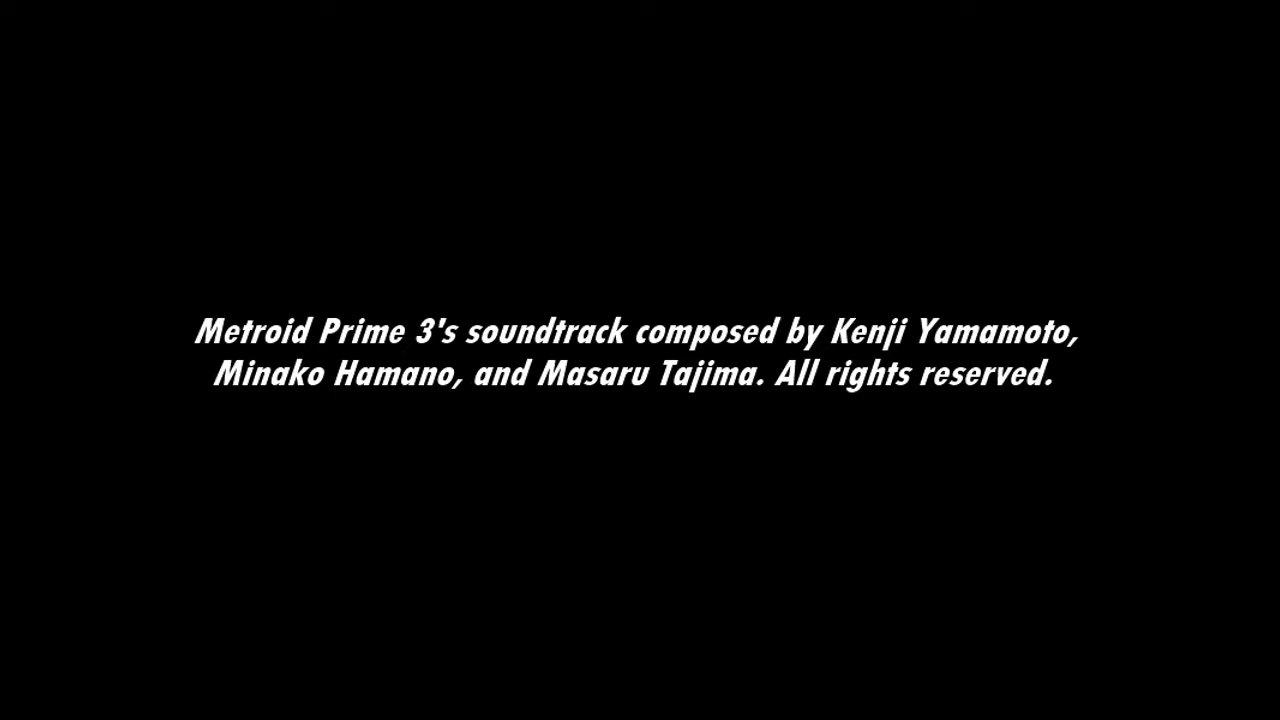 Metroid Prime 3's soundtrack composed by Kenji Yamamoto,
Minako Hamano, and Masaru Tajima. All rights reserved.